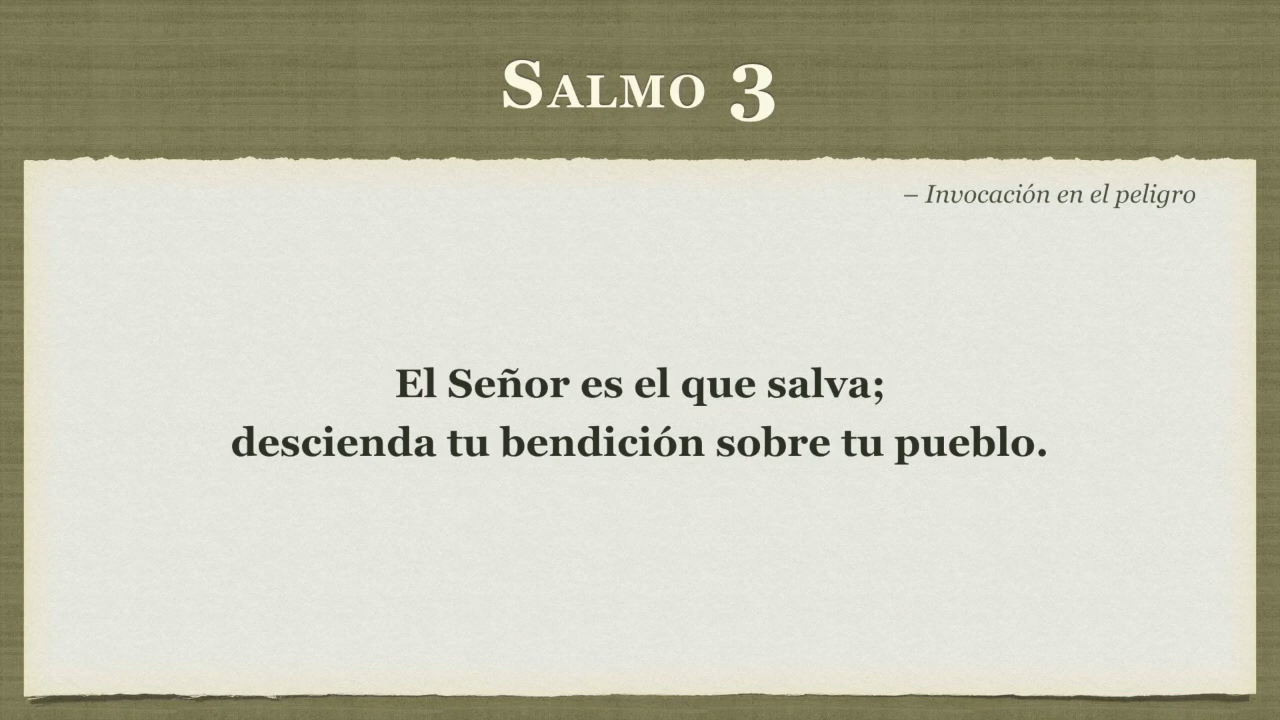 Salmo 3
– Invocación en el peligro
El Señor es el que salva;
descienda tu bendición sobre tu pueblo.